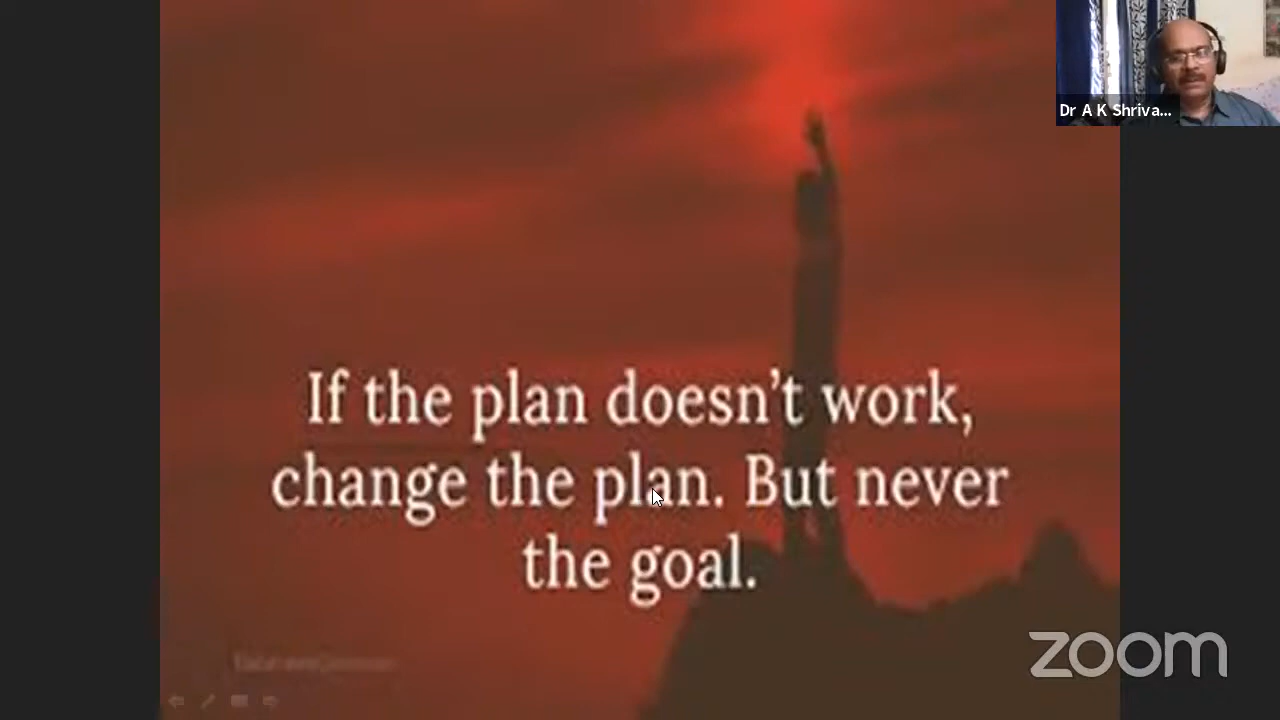 Dr A K Shriva...
If the plan doesn’t work,
change the plan. But never
the goal.
zoom